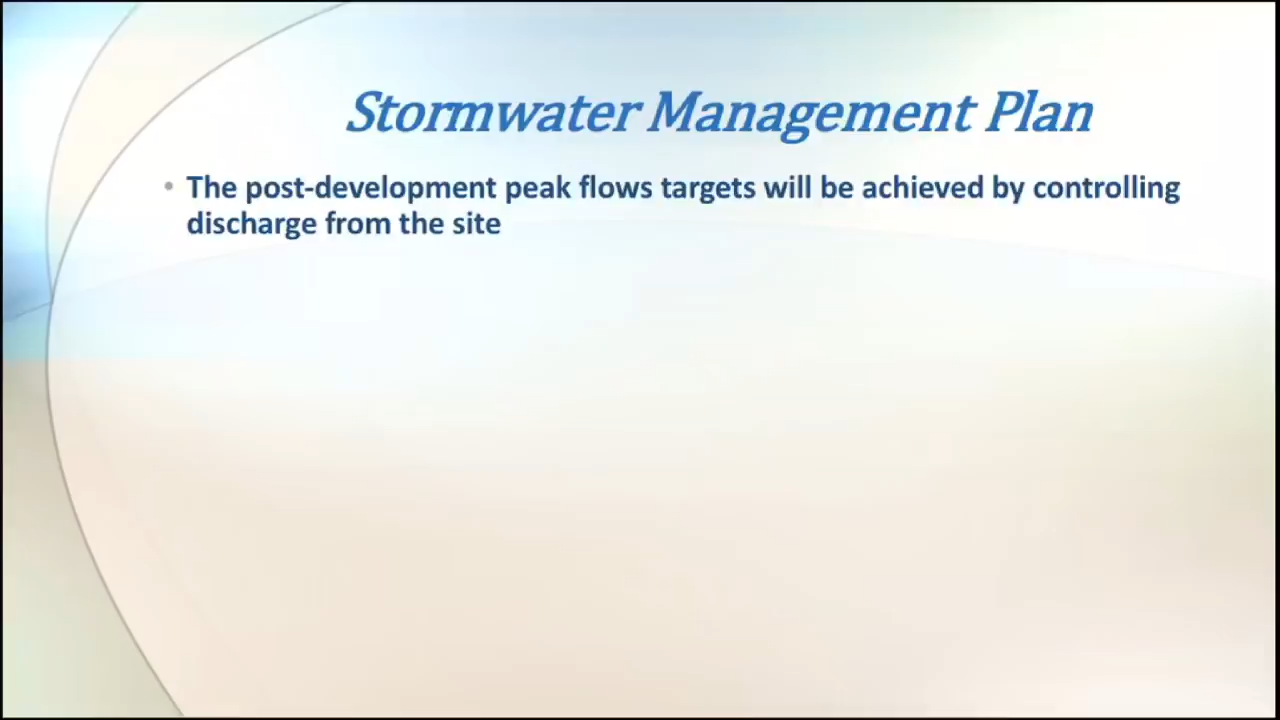 Stormwater Management Plan
• The post-development peak flows targets will be achieved by controlling
discharge from the site